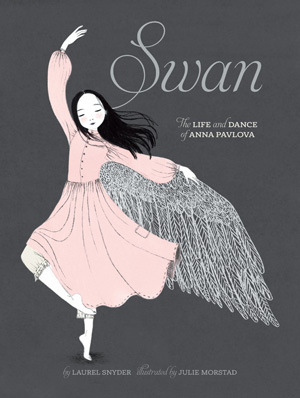 Swan
The LIFE and DANCE
of ANNA PAVLOVA
by LAUREL SNYDER illustrated by JULIE MORSTAD